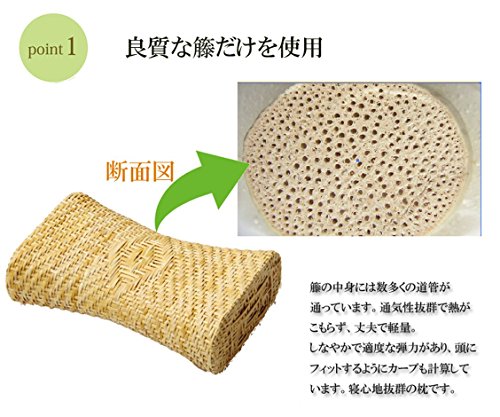 point 1
良質な籐だけを使用
断面図
籐の中身には数多くの道管が
通っています。通気性抜群で熱が
こもらず、丈夫で軽量。
しなやかで適度な弾力があり、頭に
フィットするようにカーブも計算して
います。寝心地抜群の枕です。